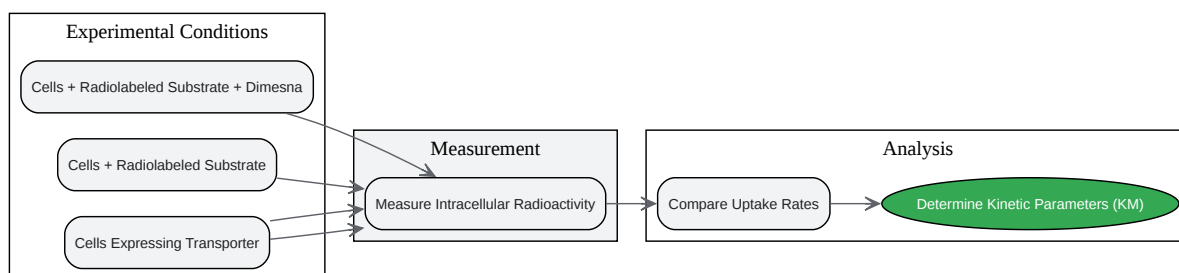 Experimental Conditions
Cells + Radiolabeled Substrate + Dimesna
Cells + Radiolabeled Substrate
Cells Expressing Transporter
Measurement
Measure Intracellular Radioactivity
Analysis
Compare Uptake Rates
Determine Kinetic Parameters (KM)